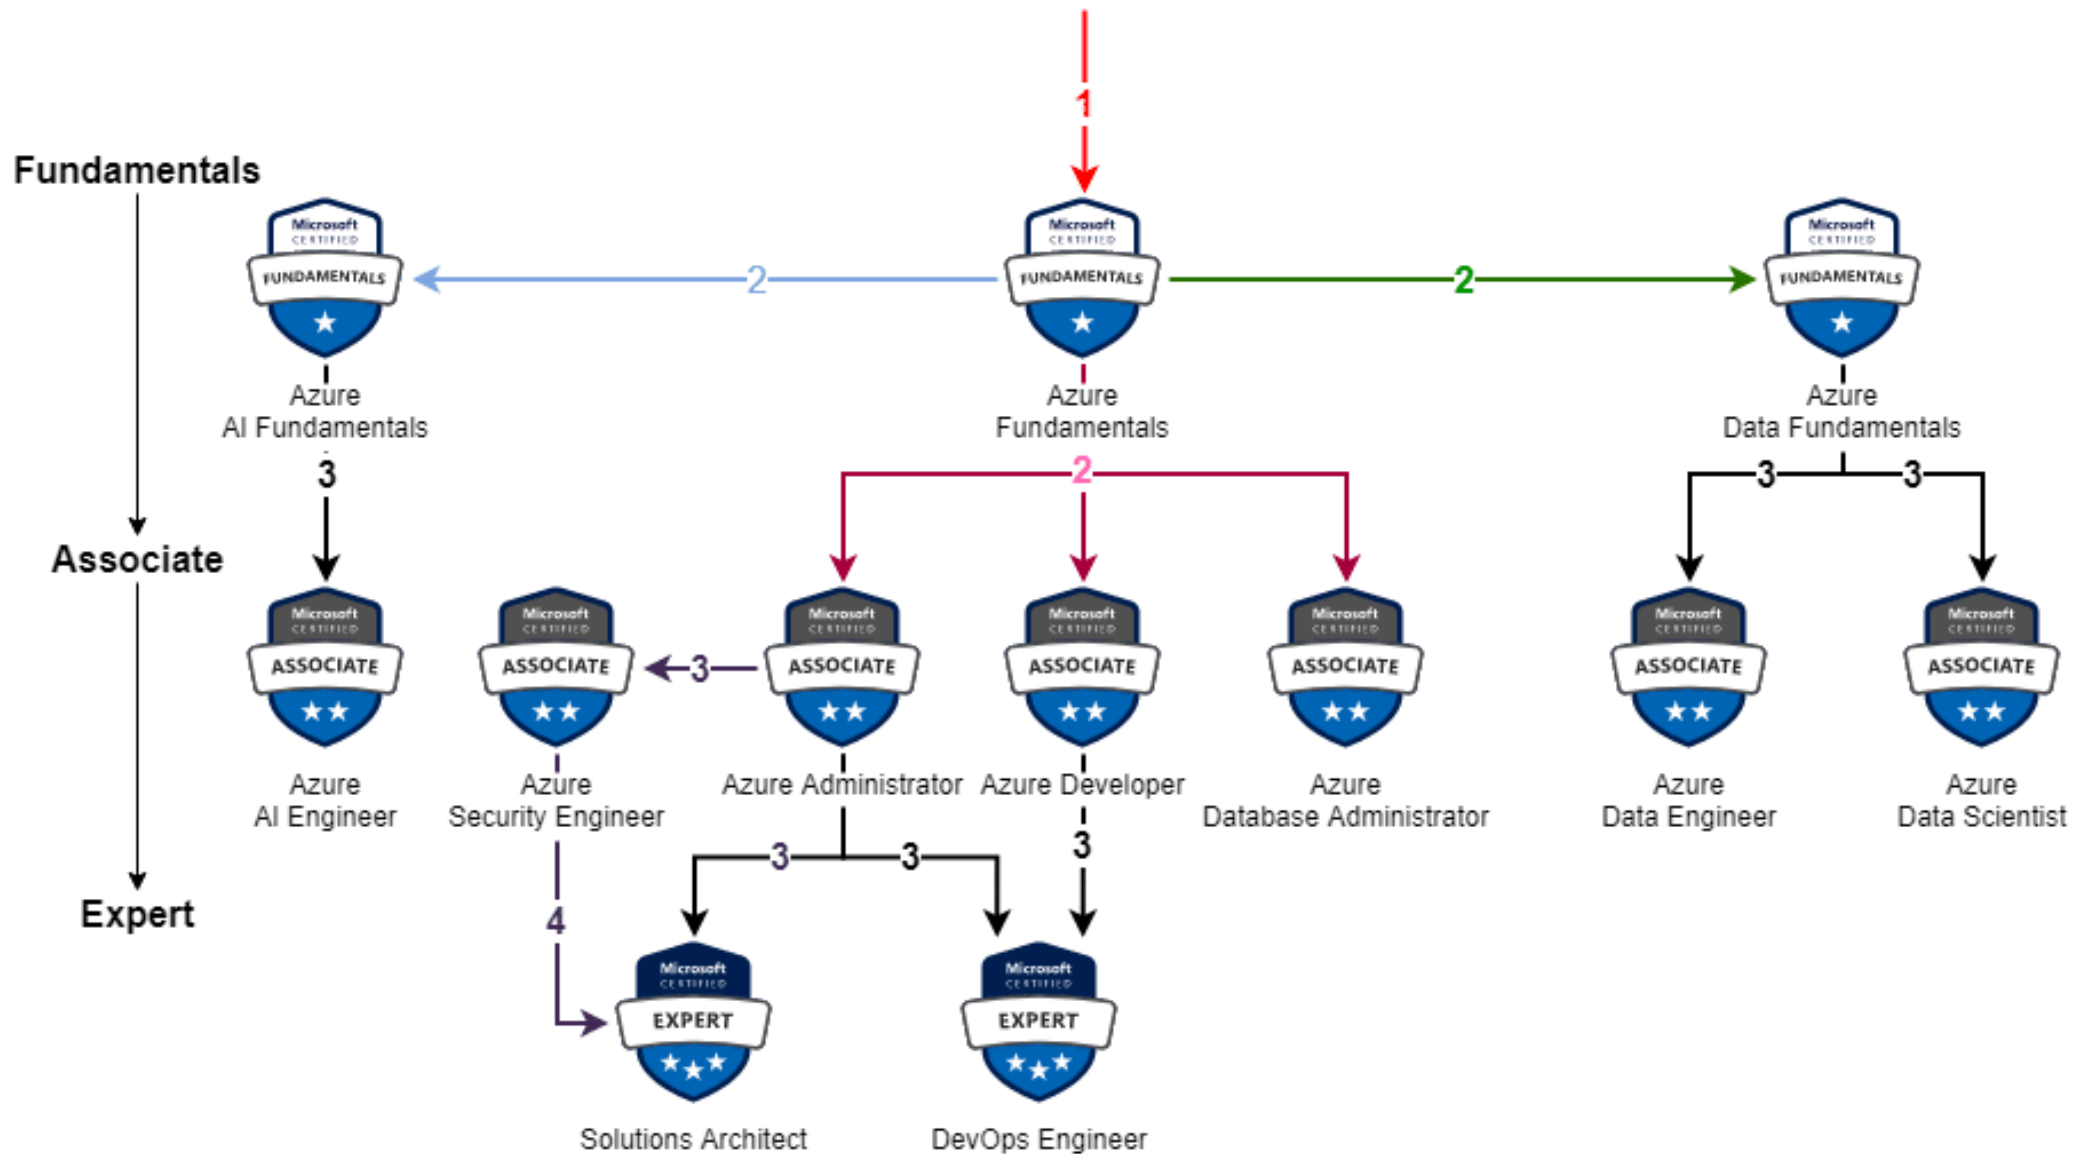 1
Fundamentals
Microsoft
CERTIFIED
FUNDAMENTALS
Azure
AI Fundamentals
2
Microsoft
CERTIFIED
FUNDAMENTALS
Azure
Fundamentals
2
Microsoft
CERTIFIED
FUNDAMENTALS
Azure
Data Fundamentals
3
2
3
3
Associate
Microsoft
CERTIFIED
ASSOCIATE
Azure
AI Engineer
Microsoft
CERTIFIED
ASSOCIATE
Azure
Security Engineer
3
Microsoft
CERTIFIED
ASSOCIATE
Azure Administrator
Microsoft
CERTIFIED
ASSOCIATE
Azure Developer
Microsoft
CERTIFIED
ASSOCIATE
Azure
Database Administrator
Microsoft
CERTIFIED
ASSOCIATE
Azure
Data Engineer
Microsoft
CERTIFIED
ASSOCIATE
Azure
Data Scientist
3
3
3
4
Expert
Microsoft
CERTIFIED
EXPERT
Solutions Architect
Microsoft
CERTIFIED
EXPERT
DevOps Engineer